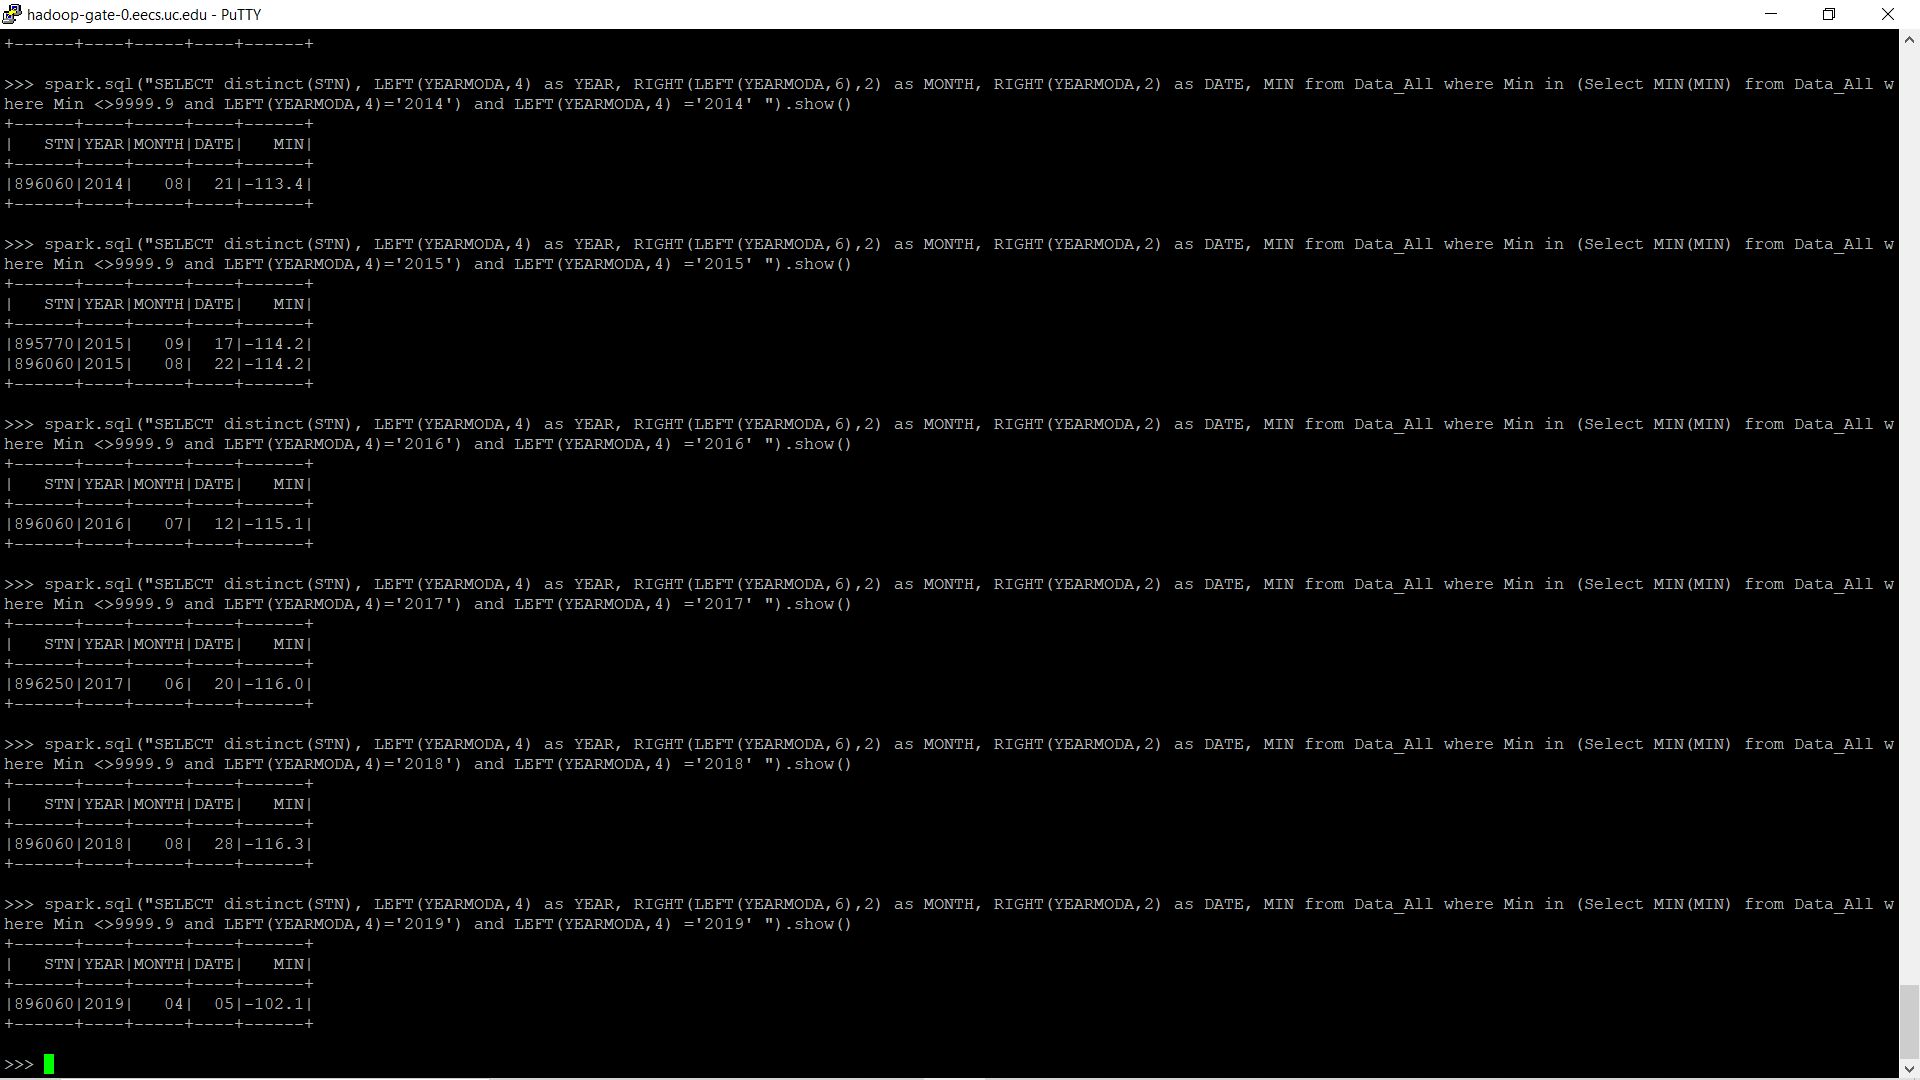 hadoop-gate-0.eecs.uc.edu - PuTTY
+------+----+-----+----+------+
>>> spark.sql("SELECT distinct(STN), LEFT(YEARMODA,4) as YEAR, RIGHT(LEFT(YEARMODA,6),2) as MONTH, RIGHT(YEARMODA,2) as DATE, MIN from Data_All where Min in (Select MIN(MIN) from Data_All w
here Min <>9999.9 and LEFT(YEARMODA,4)='2014') and LEFT(YEARMODA,4) ='2014' ").show()
+------+----+-----+----+------+
|   STN|YEAR|MONTH|DATE|   MIN|
+------+----+-----+----+------+
|896060|2014|   08|  21|-113.4|
+------+----+-----+----+------+
>>> spark.sql("SELECT distinct(STN), LEFT(YEARMODA,4) as YEAR, RIGHT(LEFT(YEARMODA,6),2) as MONTH, RIGHT(YEARMODA,2) as DATE, MIN from Data_All where Min in (Select MIN(MIN) from Data_All w
here Min <>9999.9 and LEFT(YEARMODA,4)='2015') and LEFT(YEARMODA,4) ='2015' ").show()
+------+----+-----+----+------+
|   STN|YEAR|MONTH|DATE|   MIN|
+------+----+-----+----+------+
|895770|2015|   09|  17|-114.2|
|896060|2015|   08|  22|-114.2|
+------+----+-----+----+------+
>>> spark.sql("SELECT distinct(STN), LEFT(YEARMODA,4) as YEAR, RIGHT(LEFT(YEARMODA,6),2) as MONTH, RIGHT(YEARMODA,2) as DATE, MIN from Data_All where Min in (Select MIN(MIN) from Data_All w
here Min <>9999.9 and LEFT(YEARMODA,4)='2016') and LEFT(YEARMODA,4) ='2016' ").show()
+------+----+-----+----+------+
|   STN|YEAR|MONTH|DATE|   MIN|
+------+----+-----+----+------+
|896060|2016|   07|  12|-115.1|
+------+----+-----+----+------+
>>> spark.sql("SELECT distinct(STN), LEFT(YEARMODA,4) as YEAR, RIGHT(LEFT(YEARMODA,6),2) as MONTH, RIGHT(YEARMODA,2) as DATE, MIN from Data_All where Min in (Select MIN(MIN) from Data_All w
here Min <>9999.9 and LEFT(YEARMODA,4)='2017') and LEFT(YEARMODA,4) ='2017' ").show()
+------+----+-----+----+------+
|   STN|YEAR|MONTH|DATE|   MIN|
+------+----+-----+----+------+
|896250|2017|   06|  20|-116.0|
+------+----+-----+----+------+
>>> spark.sql("SELECT distinct(STN), LEFT(YEARMODA,4) as YEAR, RIGHT(LEFT(YEARMODA,6),2) as MONTH, RIGHT(YEARMODA,2) as DATE, MIN from Data_All where Min in (Select MIN(MIN) from Data_All w
here Min <>9999.9 and LEFT(YEARMODA,4)='2018') and LEFT(YEARMODA,4) ='2018' ").show()
+------+----+-----+----+------+
|   STN|YEAR|MONTH|DATE|   MIN|
+------+----+-----+----+------+
|896060|2018|   08|  28|-116.3|
+------+----+-----+----+------+
>>> spark.sql("SELECT distinct(STN), LEFT(YEARMODA,4) as YEAR, RIGHT(LEFT(YEARMODA,6),2) as MONTH, RIGHT(YEARMODA,2) as DATE, MIN from Data_All where Min in (Select MIN(MIN) from Data_All w
here Min <>9999.9 and LEFT(YEARMODA,4)='2019') and LEFT(YEARMODA,4) ='2019' ").show()
+------+----+-----+----+------+
|   STN|YEAR|MONTH|DATE|   MIN|
+------+----+-----+----+------+
|896060|2019|   04|  05|-102.1|
+------+----+-----+----+------+
>>>